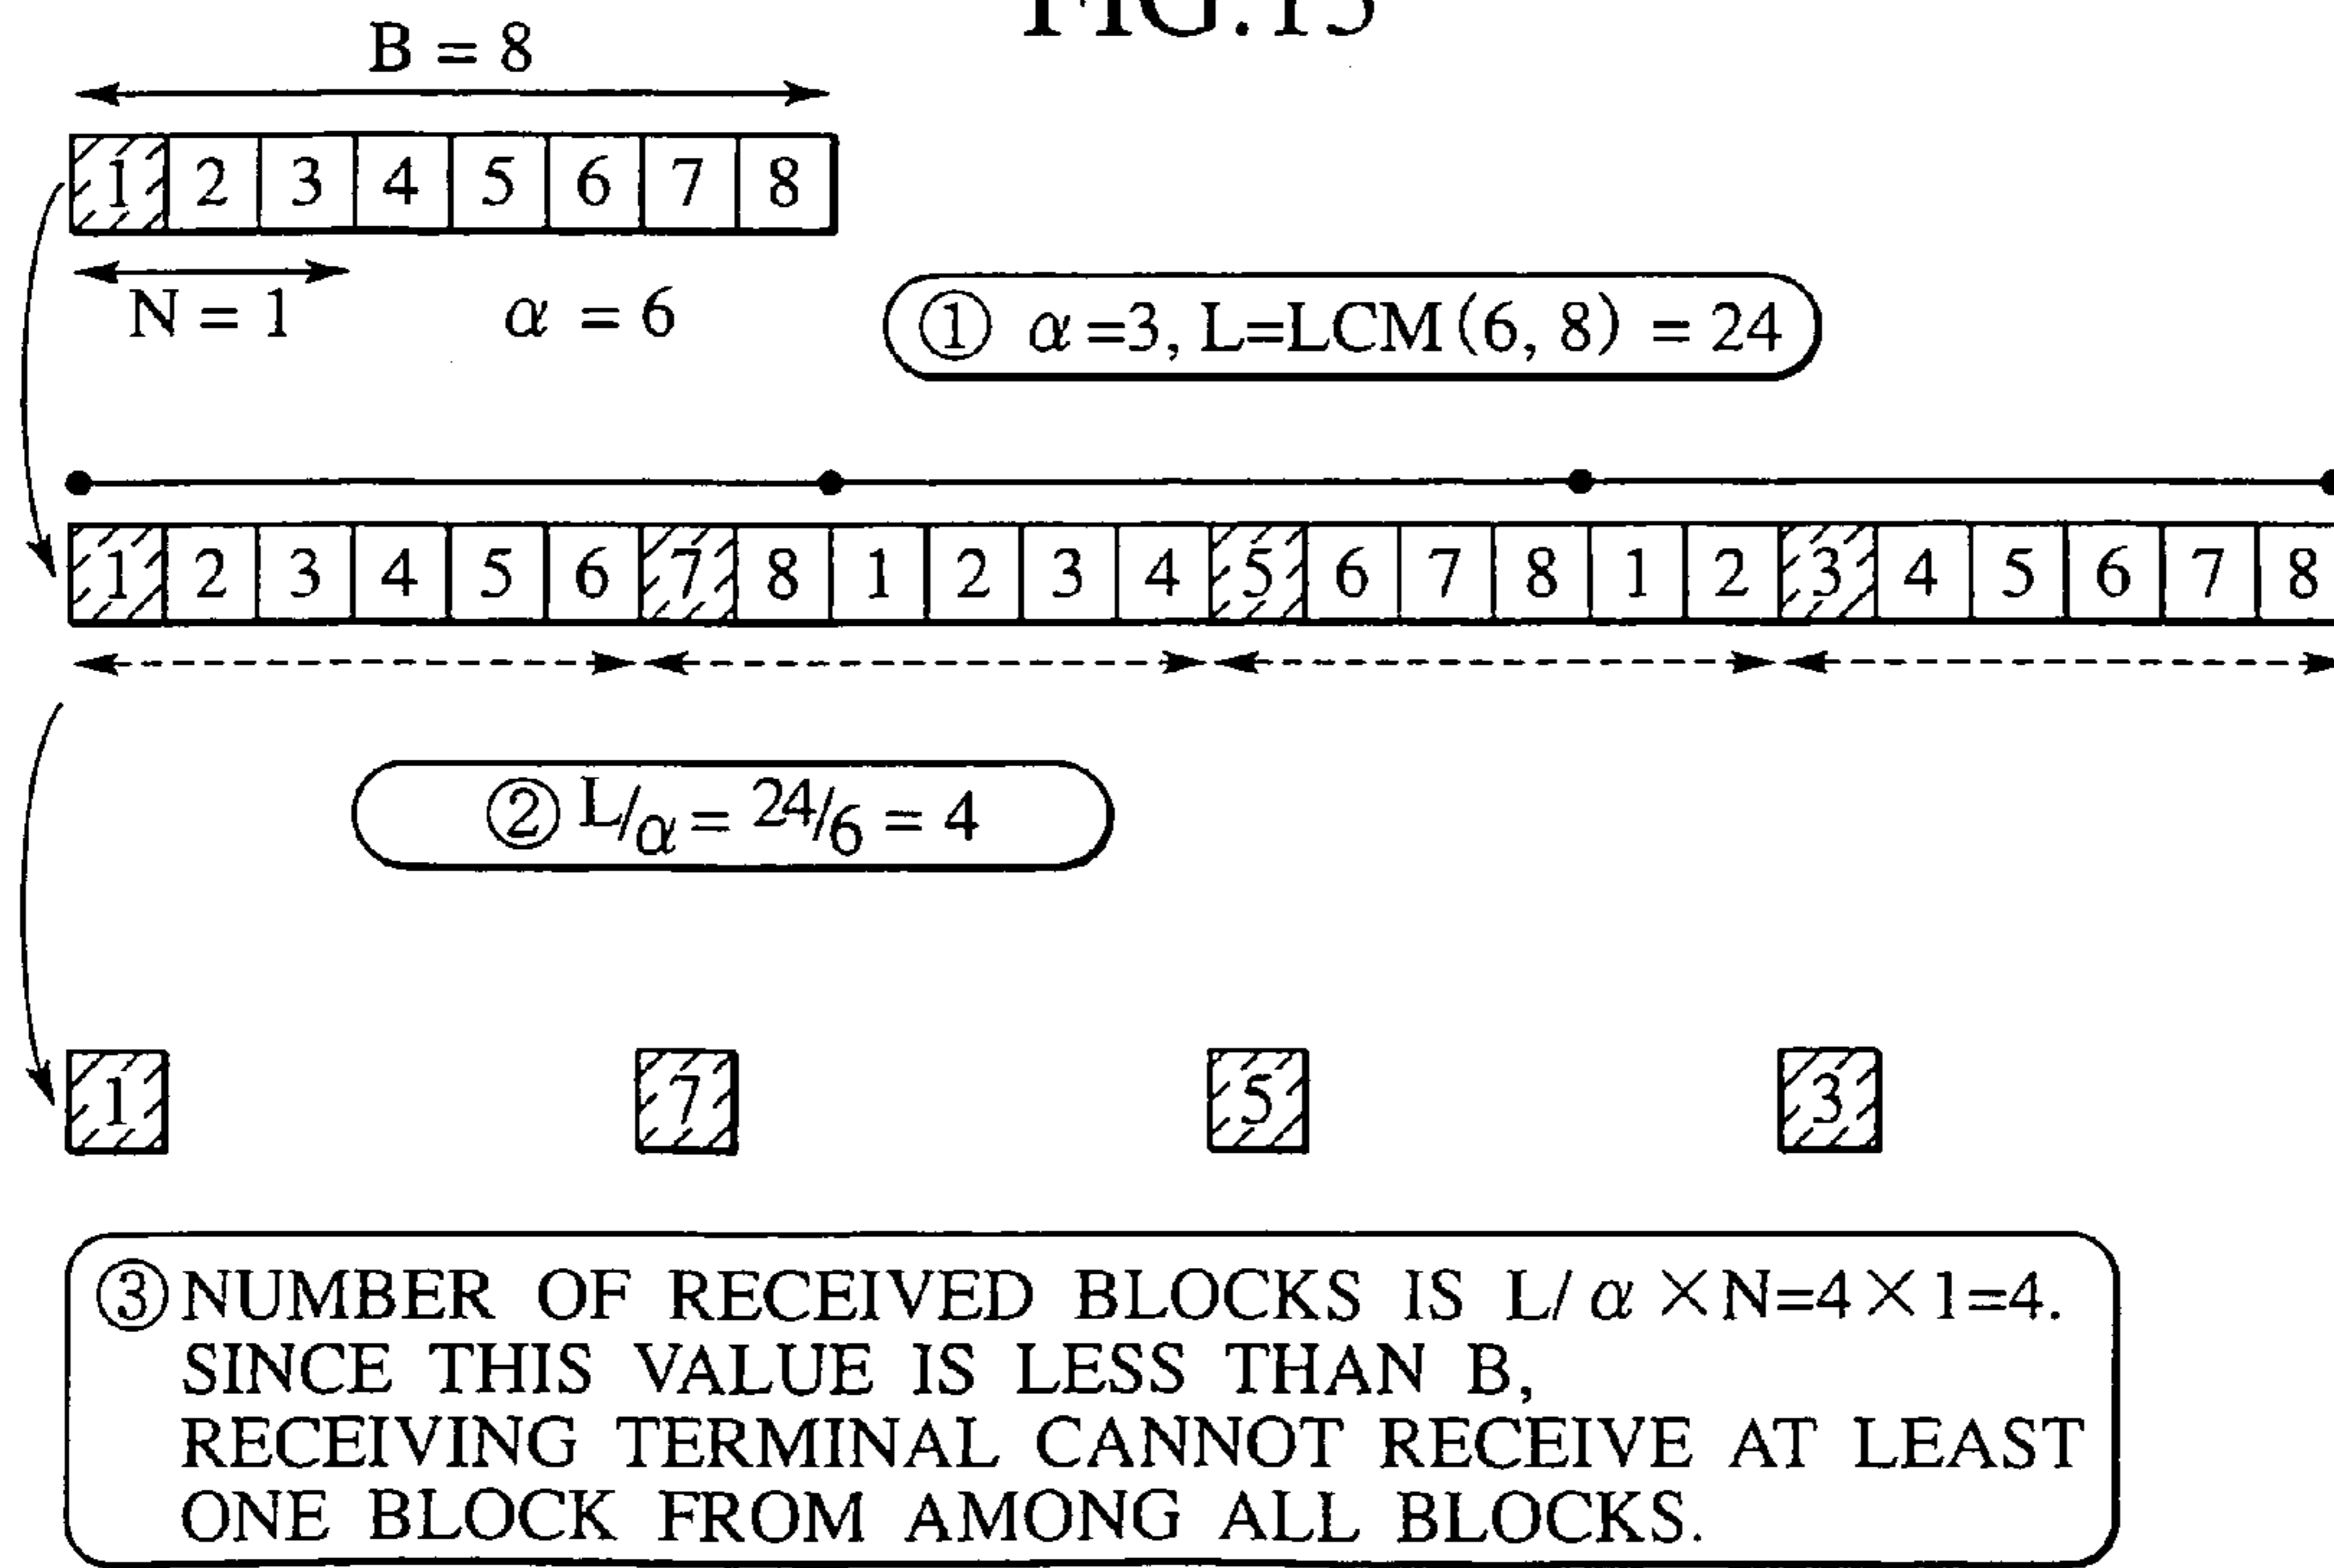 FIG.15
B = 8
1 2 3 4 5 6 7 8
N = 1 α = 6
① α=3, L=LCM(6, 8) = 24
1 2 3 4 5 6 7 8 1 2 3 4 5 6 7 8 1 2 3 4 5 6 7 8
② L/α = 24/6 = 4
1 7 5 3
③ NUMBER OF RECEIVED BLOCKS IS L/α×N=4×1=4.
SINCE THIS VALUE IS LESS THAN B,
RECEIVING TERMINAL CANNOT RECEIVE AT LEAST
ONE BLOCK FROM AMONG ALL BLOCKS.